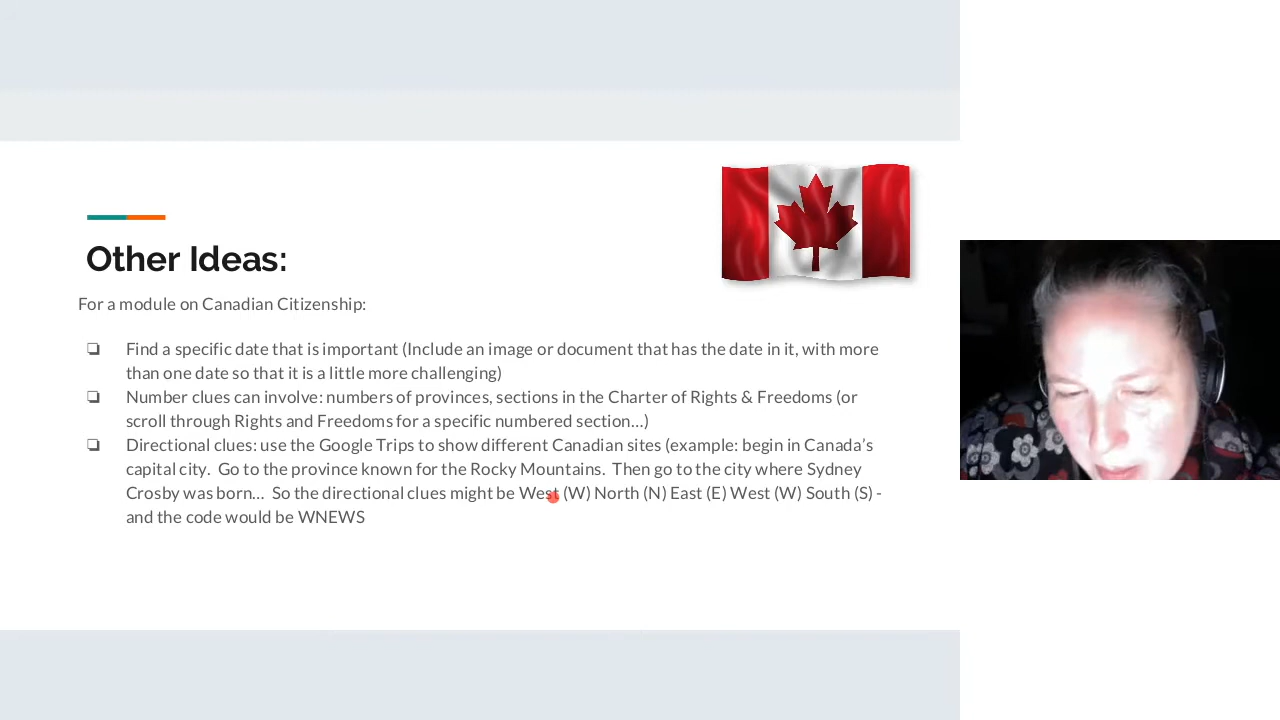 Other Ideas:
For a module on Canadian Citizenship:
❏ Find a specific date that is important (Include an image or document that has the date in it, with more
than one date so that it is a little more challenging)
❏ Number clues can involve: numbers of provinces, sections in the Charter of Rights & Freedoms (or
scroll through Rights and Freedoms for a specific numbered section...)
❏ Directional clues: use the Google Trips to show different Canadian sites (example: begin in Canada's
capital city.  Go to the province known for the Rocky Mountains.  Then go to the city where Sydney
Crosby was born...  So the directional clues might be West (W) North (N) East (E) West (W) South (S) -
and the code would be WNEWS